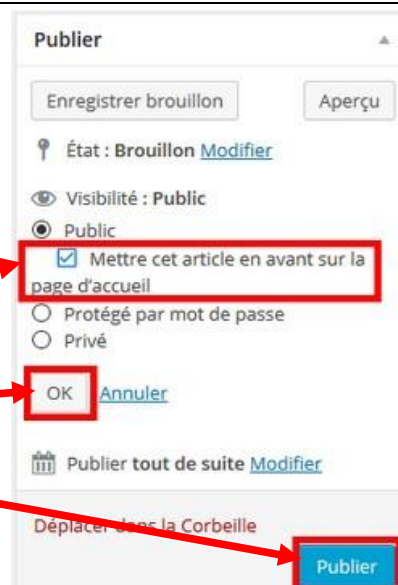 Publier
Enregistrer brouillon Aperçu
État : Brouillon Modifier
Visibilité : Public
Public
Mettre cet article en avant sur la
page d'accueil
Protégé par mot de passe
Privé
OK Annuler
Publier tout de suite Modifier
Déplacer dans la Corbeille
Publier